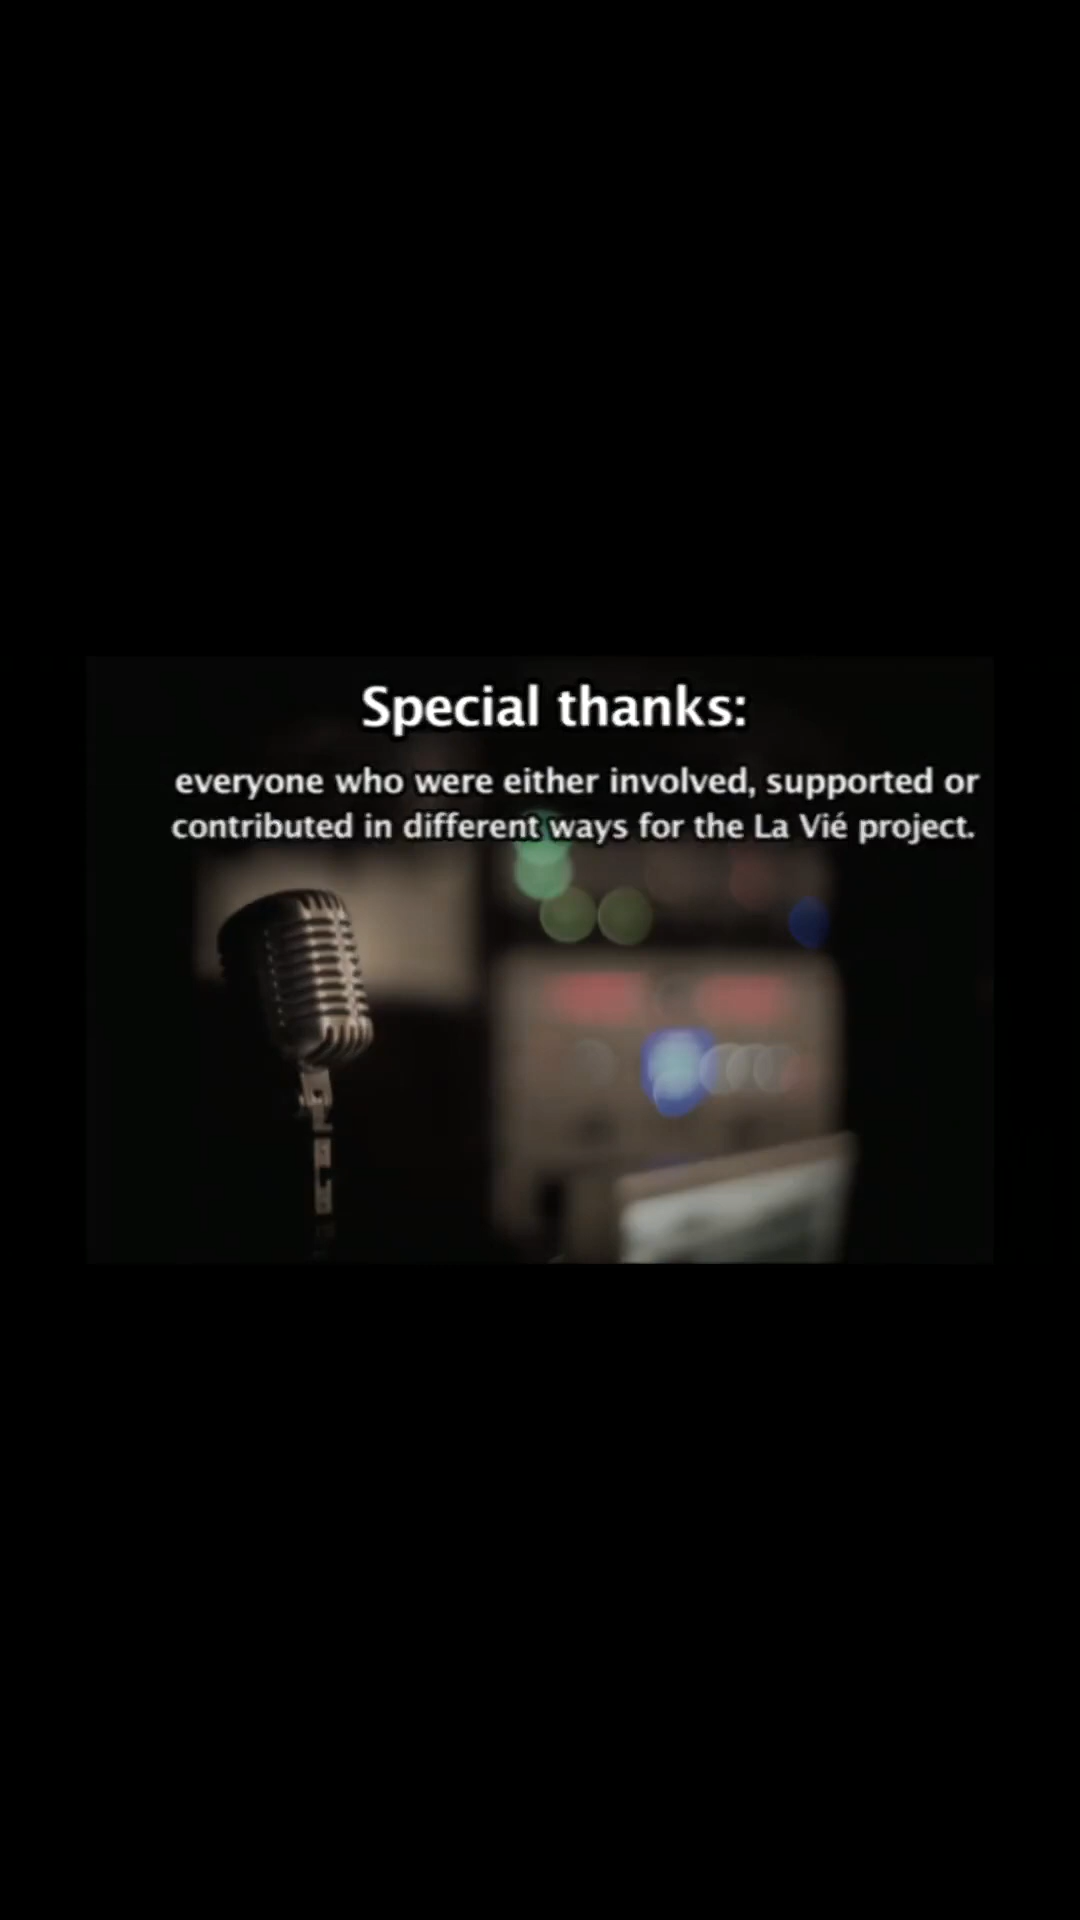 Special thanks:
everyone who were either involved, supported or
contributed in different ways for the La Vié project.